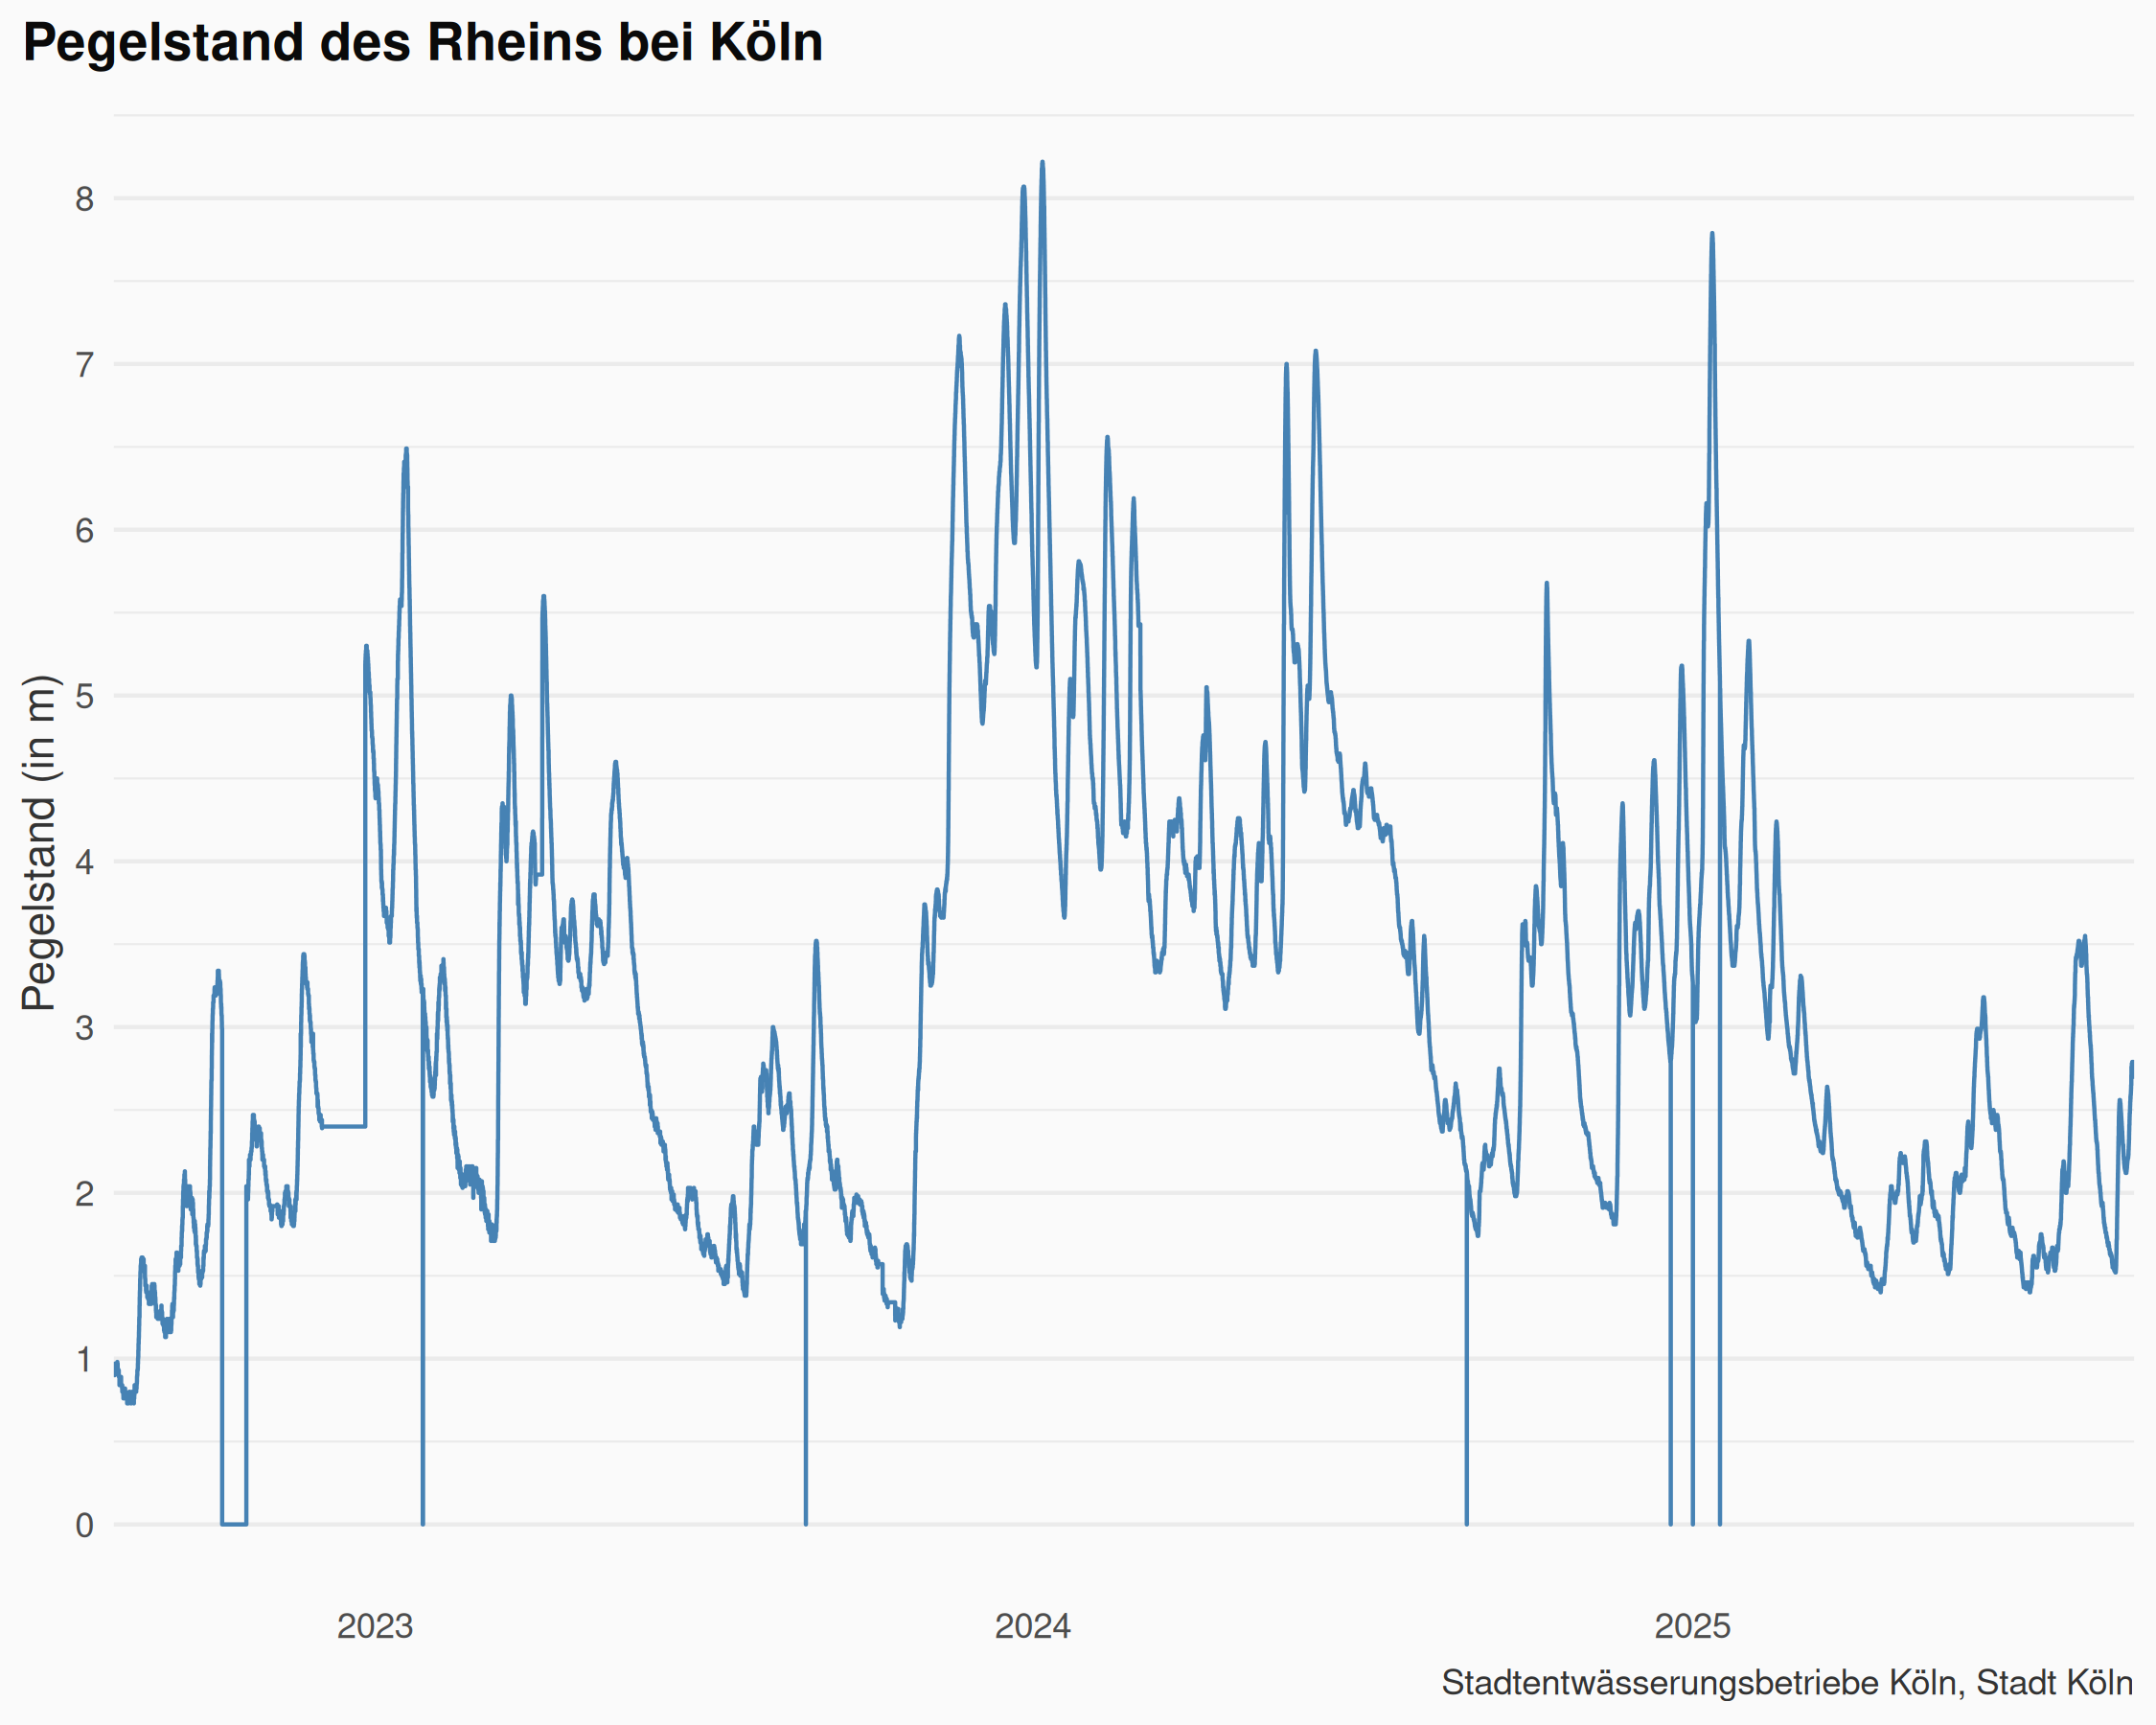 Pegelstand des Rheins bei Köln
Pegelstand (in m)
8
7
6
5
4
3
2
1
0
2023 2024 2025
Stadtentwässerungsbetriebe Köln, Stadt Köln